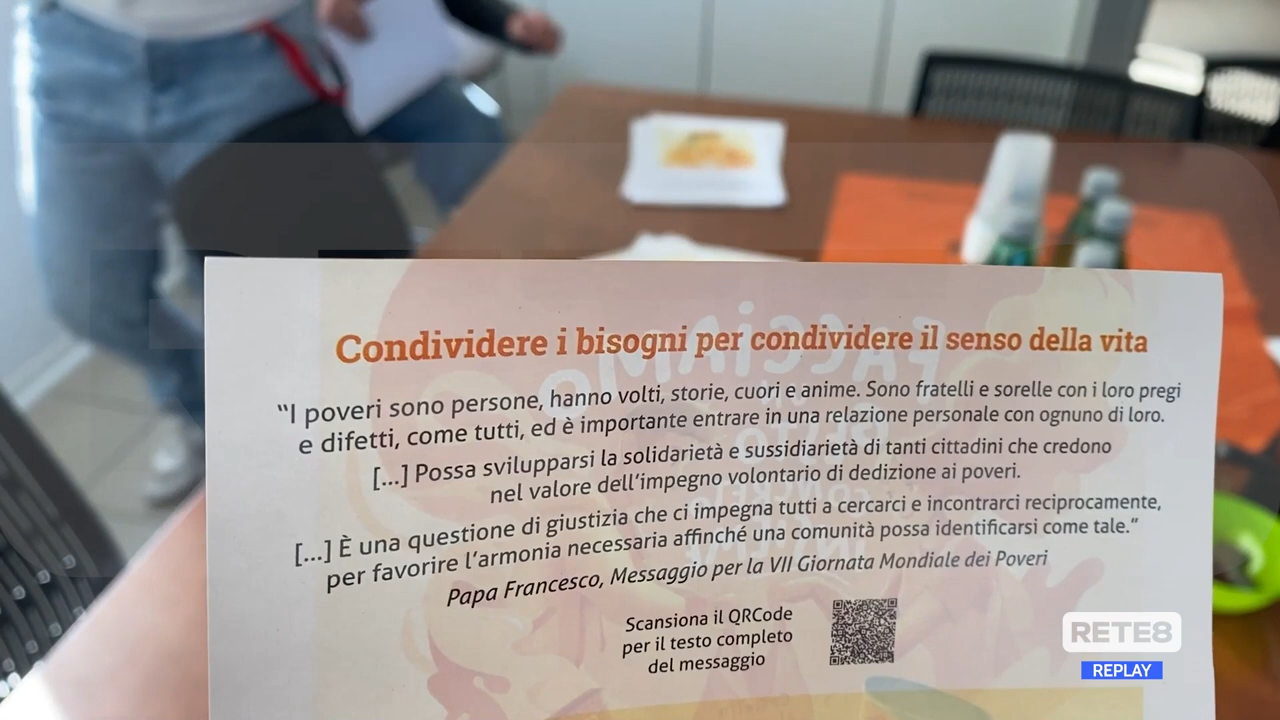 Condividere i bisogni per condividere il senso della vita
“I poveri sono persone, hanno volti, storie, cuori e anime. Sono fratelli e sorelle con i loro pregi
e difetti, come tutti, ed è importante entrare in una relazione personale con ognuno di loro.
[...] Possa svilupparsi la solidarietà e sussidiarietà di tanti cittadini che credono
nel valore dell’impegno volontario di dedizione ai poveri.
[...] È una questione di giustizia che ci impegna tutti a cercarci e incontrarci reciprocamente,
per favorire l’armonia necessaria affinché una comunità possa identificarsi come tale.”
Papa Francesco, Messaggio per la VII Giornata Mondiale dei Poveri
Scansiona il QRCode
per il testo completo
del messaggio
RETE8
REPLAY